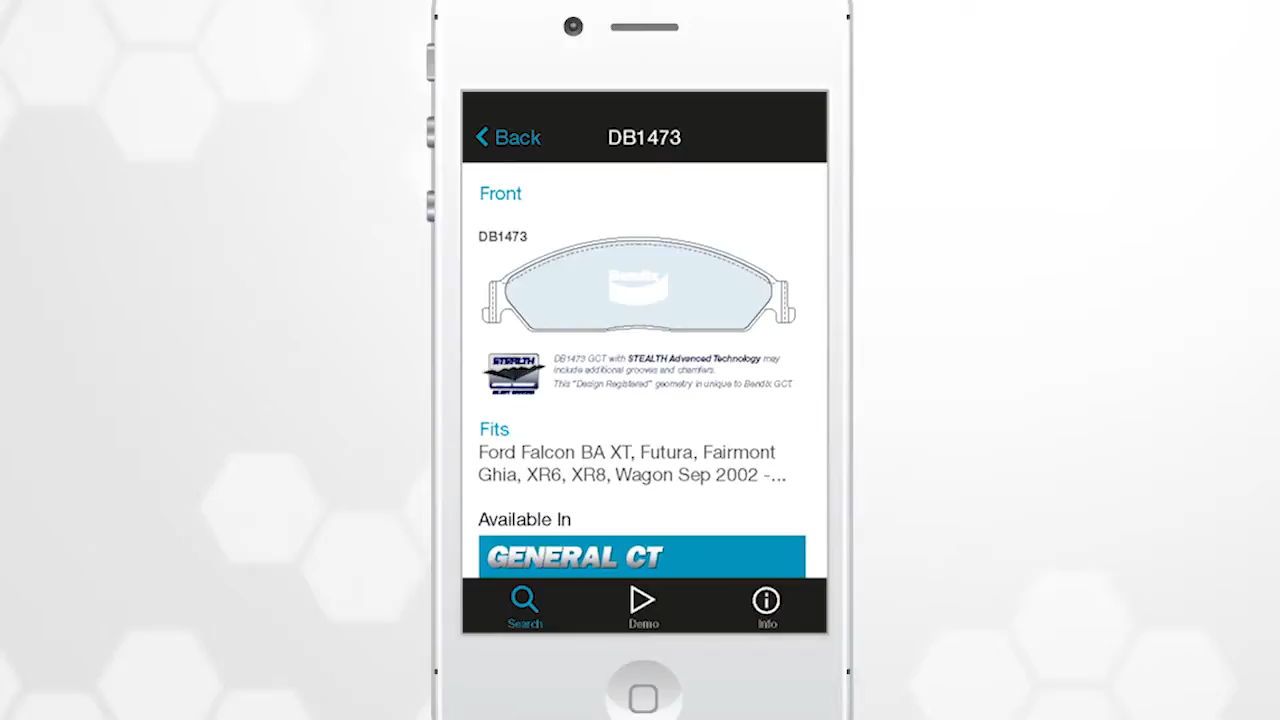 Back
DB1473
Front
DB1473
Bendix
STEALTH
DB1473 GCT with STEALTH Advanced Technology may
include additional grooves and chamfers.
This "Design Registered" geometry in unique to Bendix GCT.
Fits
Ford Falcon BA XT, Futura, Fairmont
Ghia, XR6, XR8, Wagon Sep 2002 -...
Available In
GENERAL CT
Search
Demo
Info